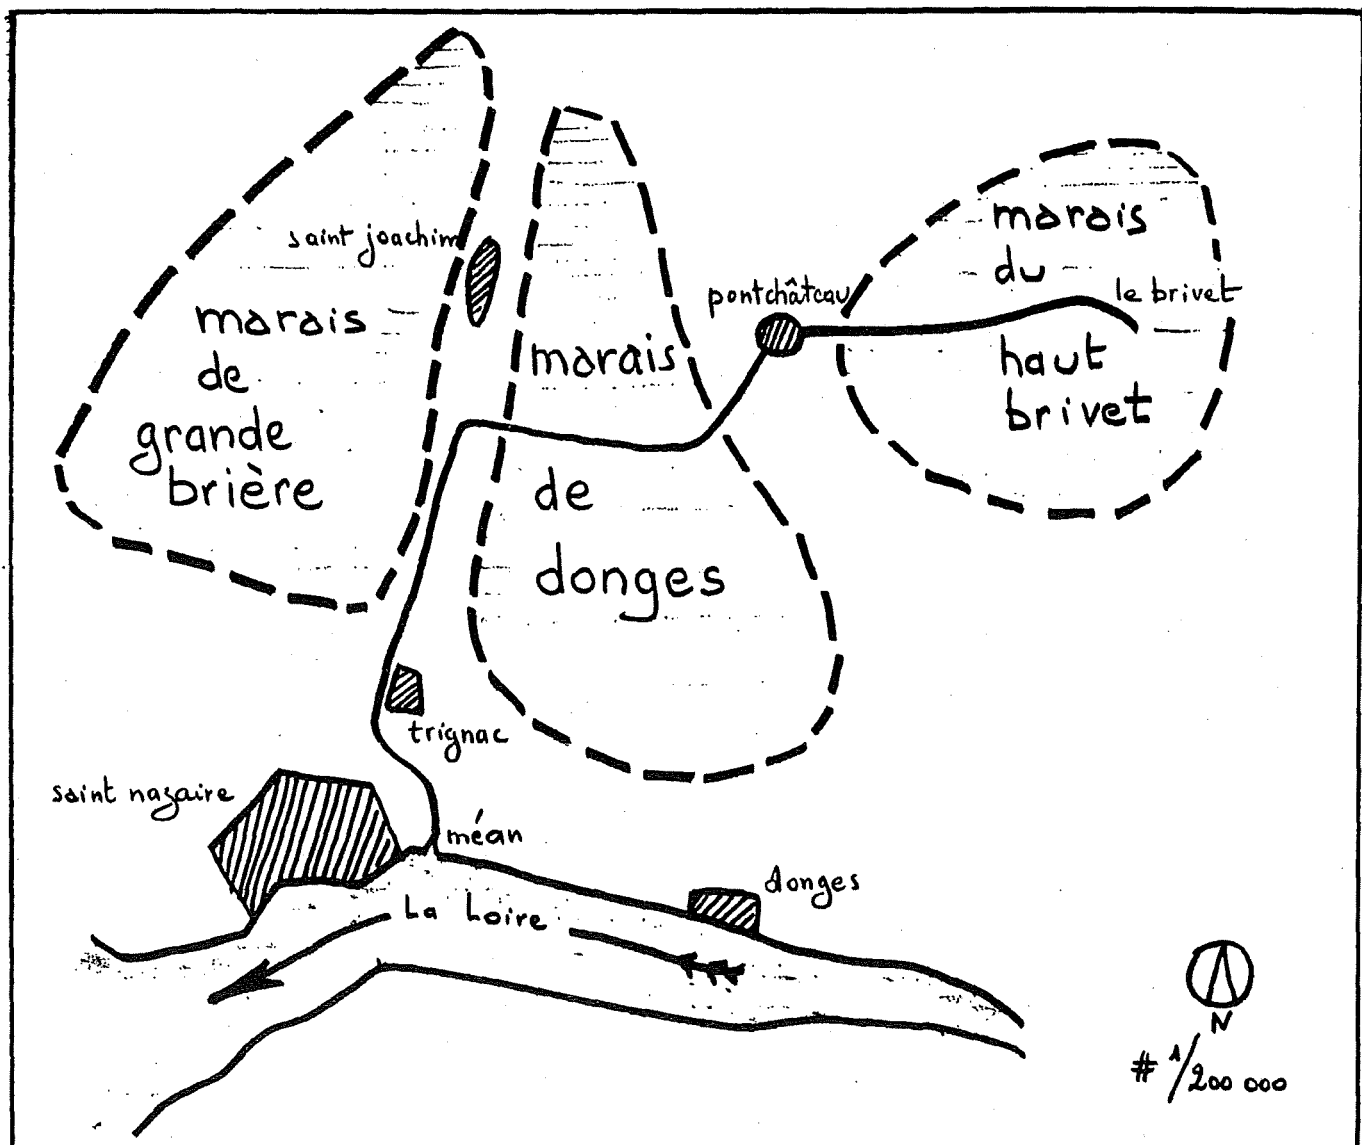 marais
du
haut
brivet
le brivet
pontchâteau
saint joachim
marais
de
grande
brière
marais
de
donges
trignac
saint nazaire
méan
donges
La Loire
N
# 1/200 000